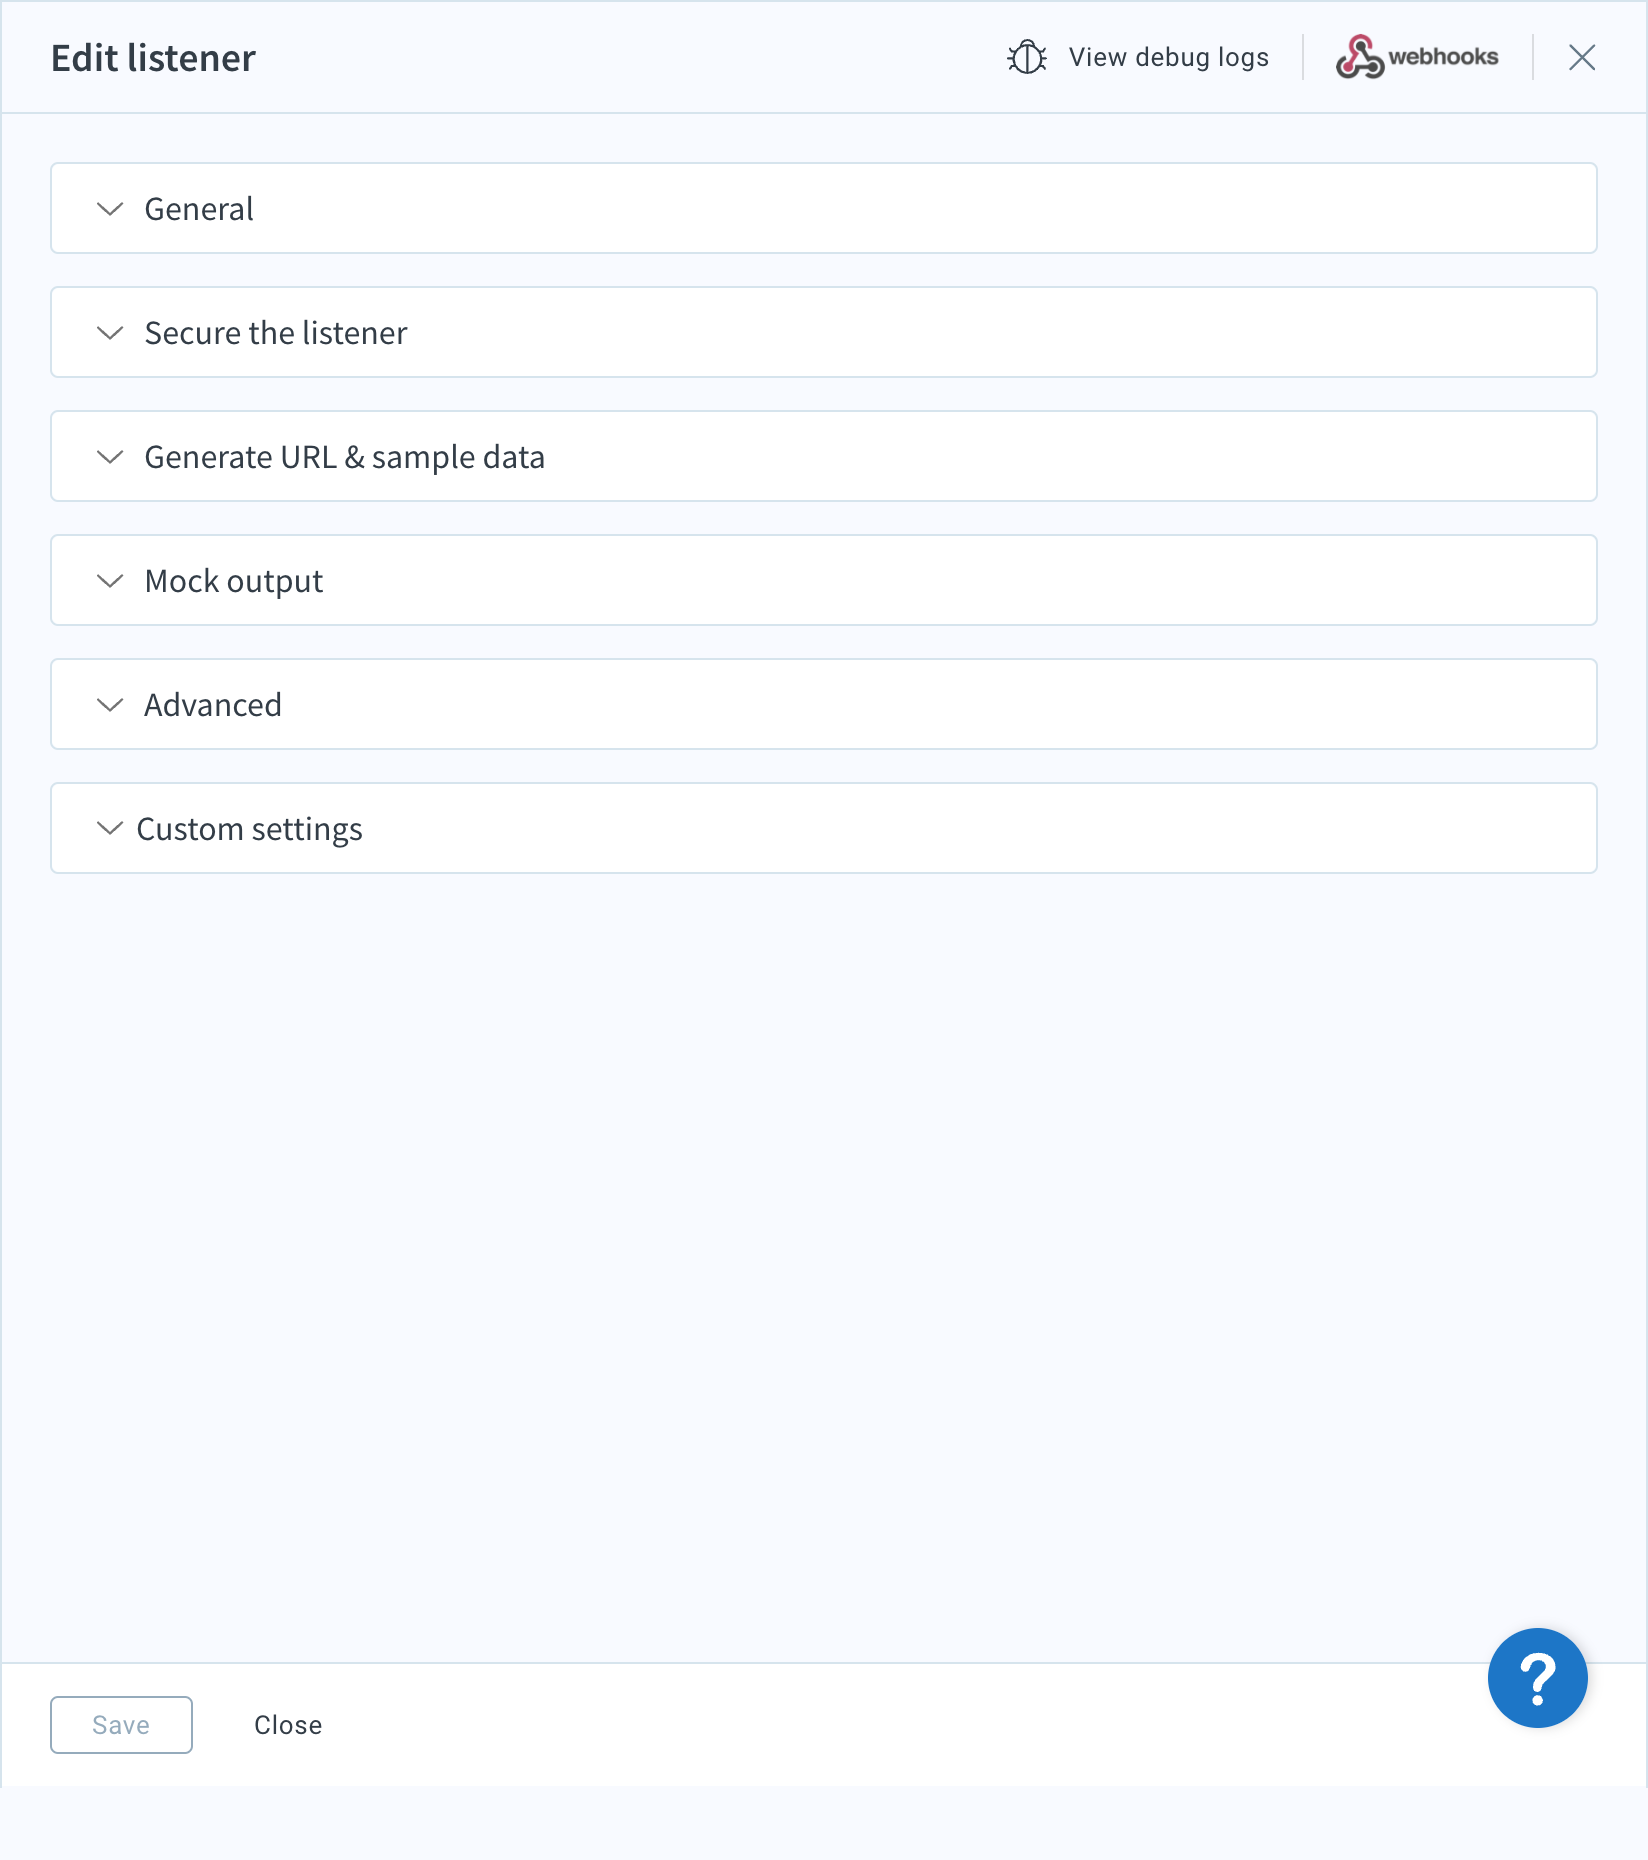 Edit listener
View debug logs
webhooks
General
Secure the listener
Generate URL & sample data
Mock output
Advanced
Custom settings
?
Save
Close